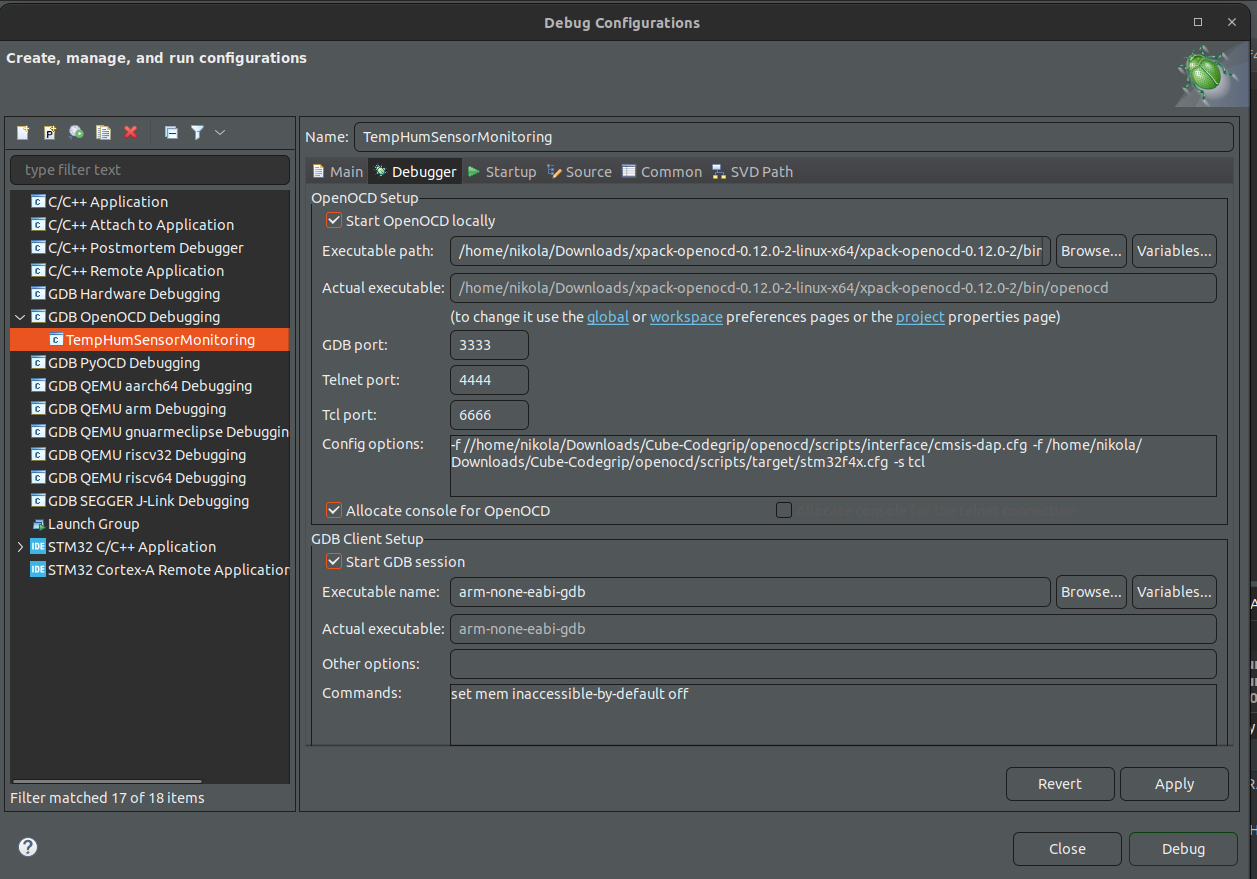 Debug Configurations
Create, manage, and run configurations
type filter text
C/C++ Application
C/C++ Attach to Application
C/C++ Postmortem Debugger
C/C++ Remote Application
GDB Hardware Debugging
GDB OpenOCD Debugging
TempHumSensorMonitoring
GDB PyOCD Debugging
GDB QEMU aarch64 Debugging
GDB QEMU arm Debugging
GDB QEMU gnuarmeclipse Debuggin
GDB QEMU riscv32 Debugging
GDB QEMU riscv64 Debugging
GDB SEGGER J-Link Debugging
Launch Group
IDE STM32 C/C++ Application
IDE STM32 Cortex-A Remote Application
Filter matched 17 of 18 items
Name: TempHumSensorMonitoring
Main Debugger Startup Source Common SVD Path
OpenOCD Setup
Start OpenOCD locally
Executable path: /home/nikola/Downloads/xpack-openocd-0.12.0-2-linux-x64/xpack-openocd-0.12.0-2/bin Browse... Variables...
Actual executable: /home/nikola/Downloads/xpack-openocd-0.12.0-2-linux-x64/xpack-openocd-0.12.0-2/bin/openocd
(to change it use the global or workspace preferences pages or the project properties page)
GDB port: 3333
Telnet port: 4444
Tcl port: 6666
Config options: -f //home/nikola/Downloads/Cube-Codegrip/openocd/scripts/interface/cmsis-dap.cfg -f /home/nikola/
Downloads/Cube-Codegrip/openocd/scripts/target/stm32f4x.cfg -s tcl
Allocate console for OpenOCD Allocate console for the telnet connection
GDB Client Setup
Start GDB session
Executable name: arm-none-eabi-gdb Browse... Variables...
Actual executable: arm-none-eabi-gdb
Other options:
Commands: set mem inaccessible-by-default off
Revert Apply
Close Debug